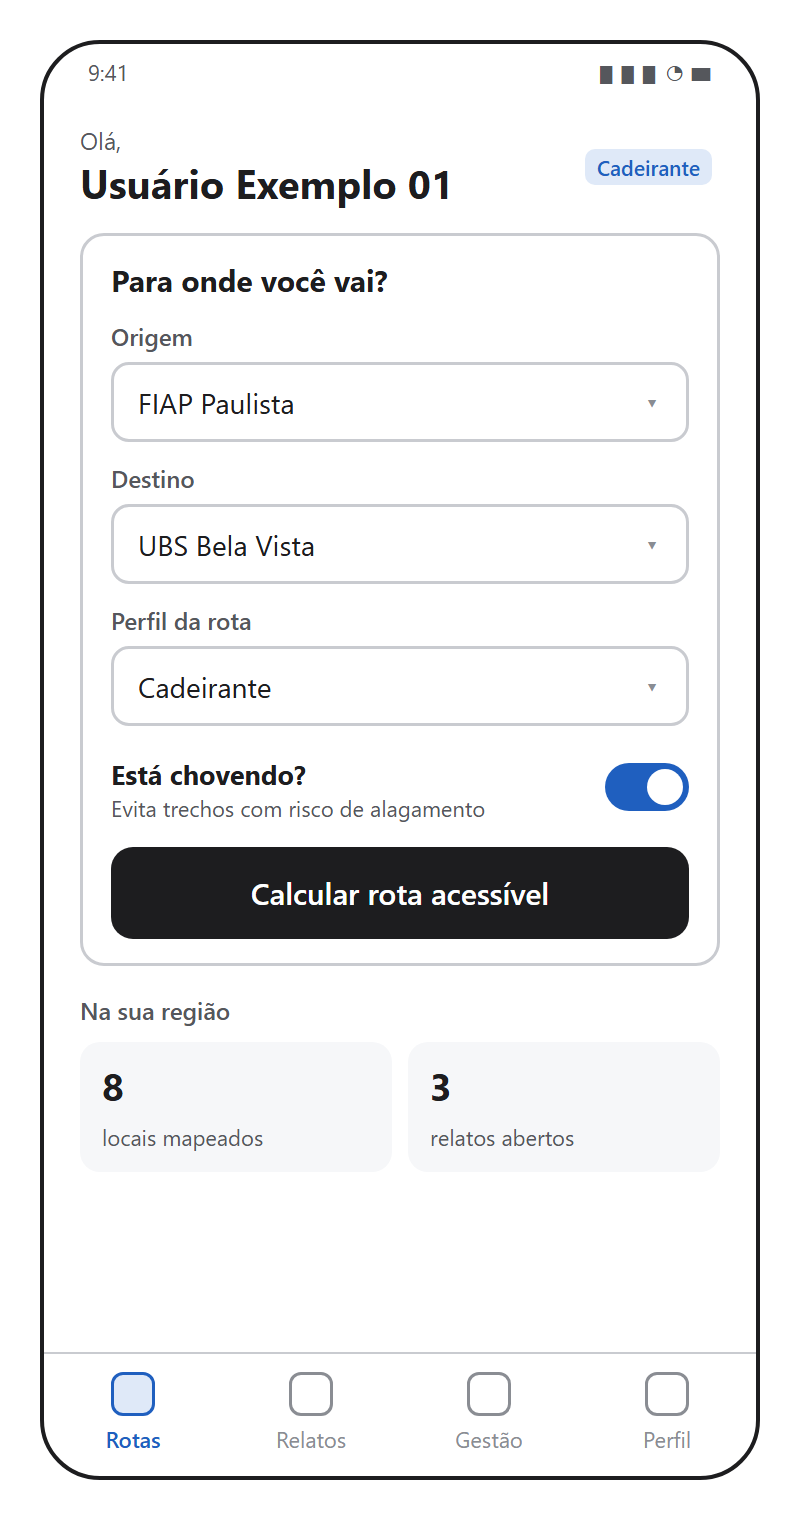 9:41
Olá,
Usuário Exemplo 01
Cadeirante
Para onde você vai?
Origem
FIAP Paulista
Destino
UBS Bela Vista
Perfil da rota
Cadeirante
Está chovendo?
Evita trechos com risco de alagamento
Calcular rota acessível
Na sua região
8
locais mapeados
3
relatos abertos
Rotas
Relatos
Gestão
Perfil